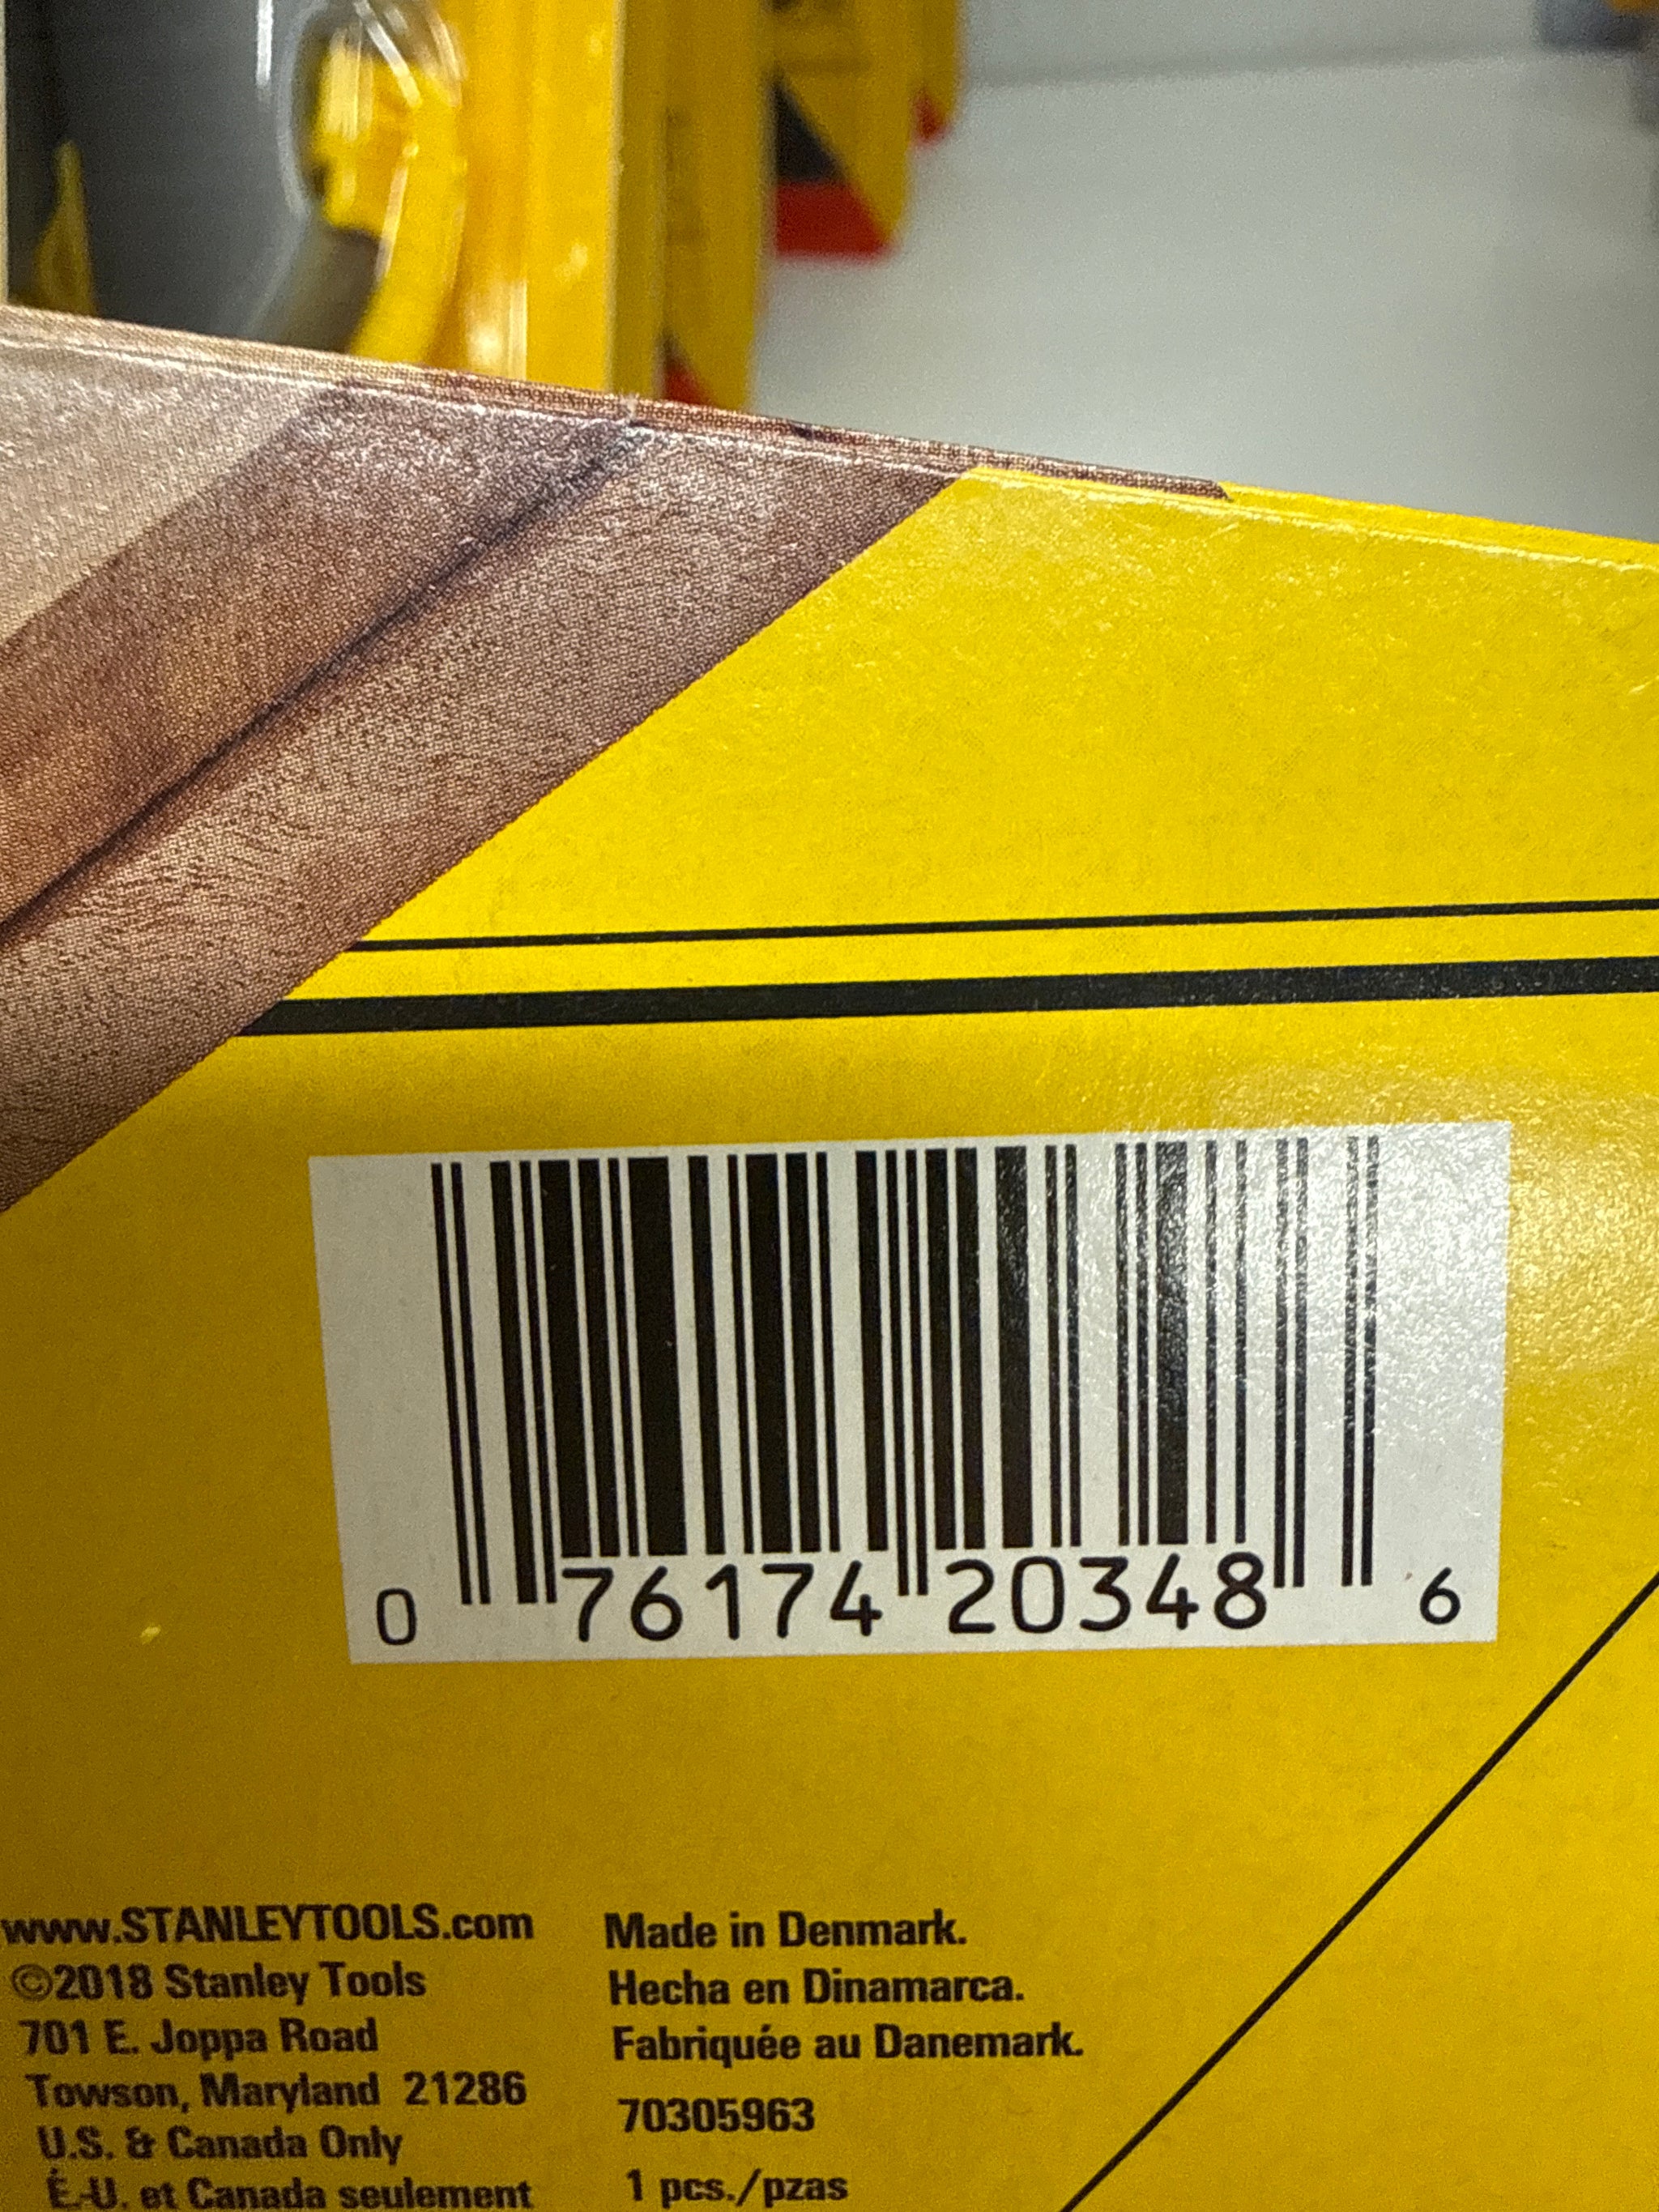 0 76174 20348 6
www.STANLEYTOOLS.com
©2018 Stanley Tools
701 E. Joppa Road
Towson, Maryland 21286
U.S. & Canada Only
É.-U. et Canada seulement
Made in Denmark.
Hecha en Dinamarca.
Fabriquée au Danemark.
70305963
1 pcs./pzas